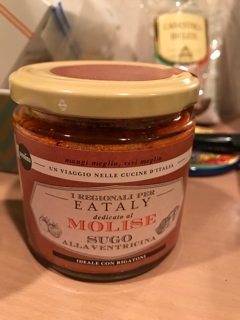 mangi meglio, vivi meglio
UN VIAGGIO NELLE CUCINE D'ITALIA
I REGIONALI PER
EATALY
dedicato al
MOLISE
SUGO
ALLA VENTRICINA
IDEALE CON RIGATONI